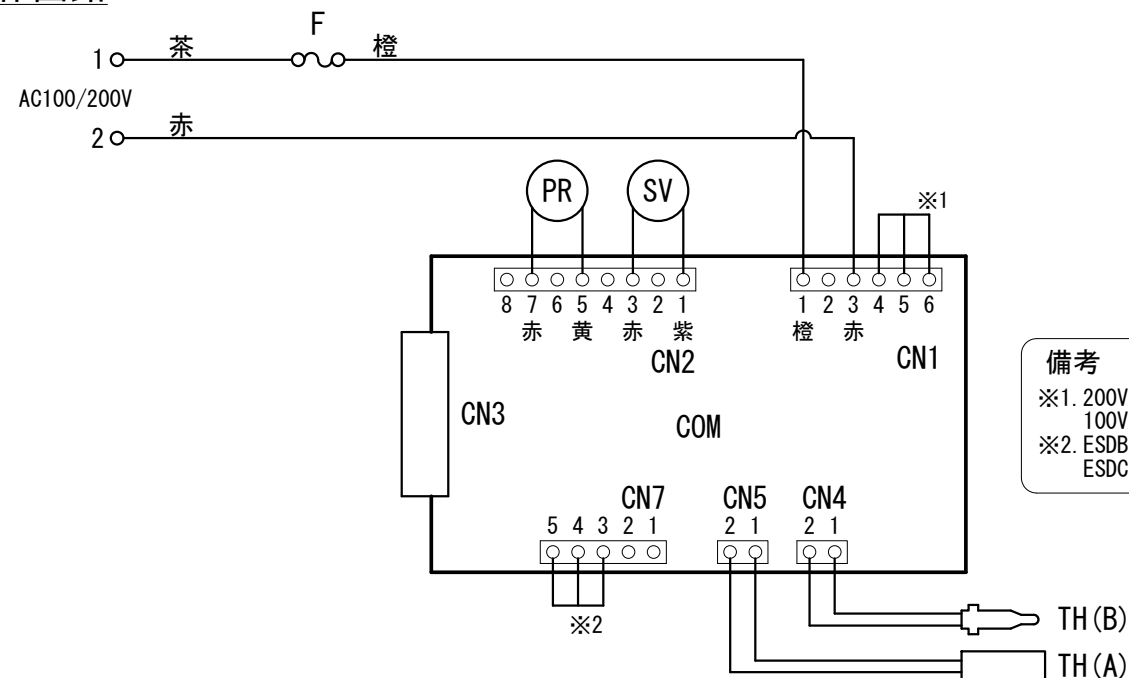 F
茶
橙
1
AC100/200V
2
赤
PR
SV
※1
8 7 6 5 4 3 2 1
1 2 3 4 5 6
赤 黄 赤 紫
橙 赤
CN2
CN1
CN3
COM
備考
※1.200V
100V
※2.ESDB
ESDC
CN7
CN5
CN4
5 4 3 2 1
2 1
2 1
※2
TH(B)
TH(A)